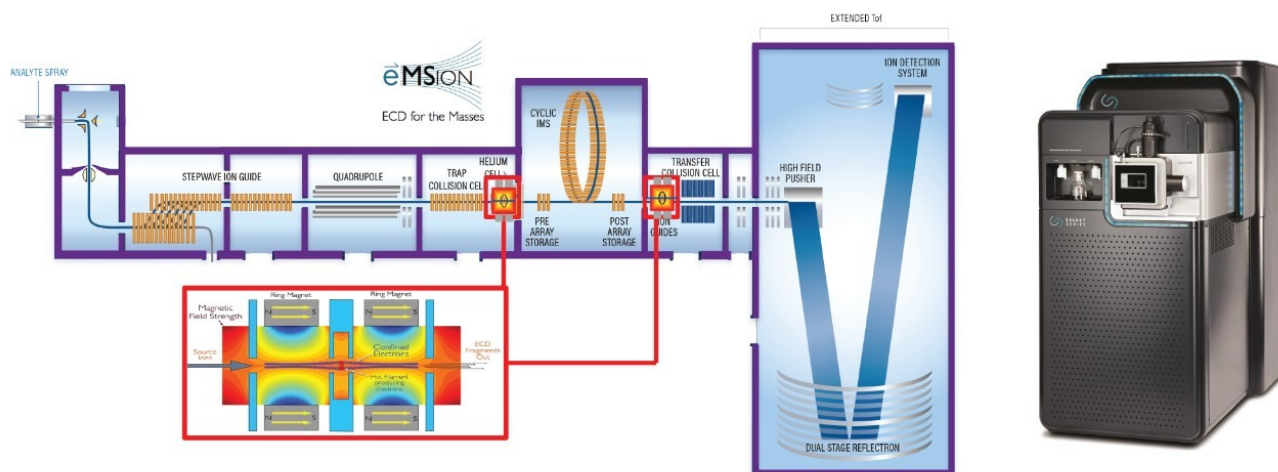 EXTENDED Tof
ANALYTE SPRAY
eMSION
ECD for the Masses
ION DETECTION
SYSTEM
CYCLIC
IMS
STEPWAVE ION GUIDE
QUADRUPOLE
TRAP
COLLISION CELL
HELIUM
CELL
TRANSFER
COLLISION CELL
HIGH FIELD
PUSHER
PRE
ARRAY
STORAGE
POST
ARRAY
STORAGE
GUIDES
Ring Magnet
Ring Magnet
N S
N S
Magnetic
Field Strength
Source
Ions
Confined
Electrons
ECD
Fragments
Out
Hot Filament
producing
Electrons
N S
N S
DUAL STAGE REFLECTRON
SELECT
SERIES